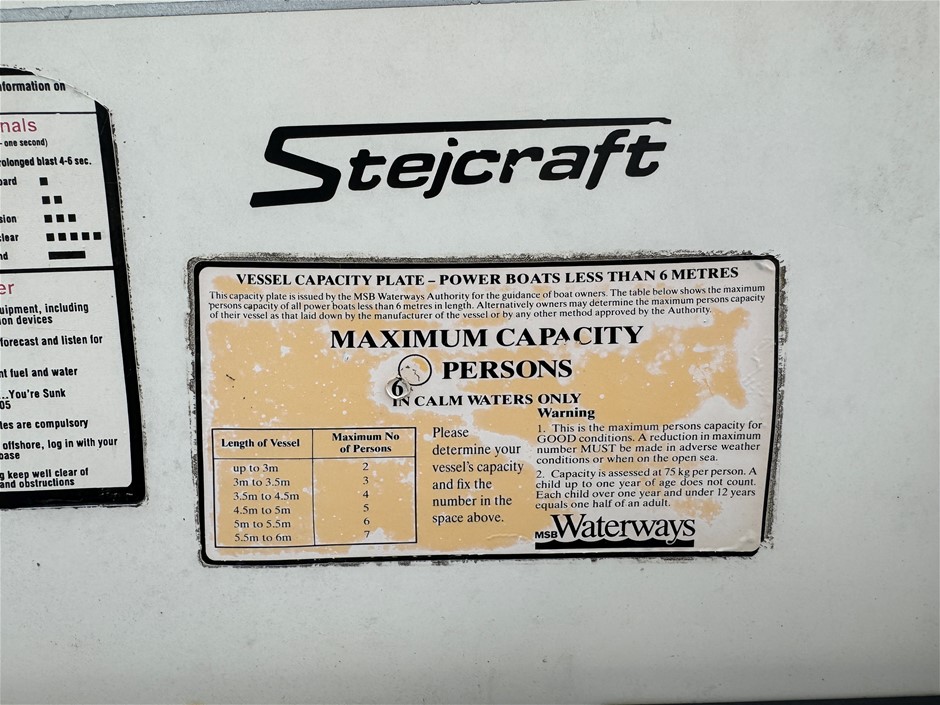 formation on
nals
- one second)
rolonged blast 4-6 sec.
oard
sion
lear
nd
er
uipment, including
ion devices
forecast and listen for
nt fuel and water
...You're Sunk
05
tes are compulsory
offshore, log in with your
base
g keep well clear of
and obstructions
Stejcraft
VESSEL CAPACITY PLATE – POWER BOATS LESS THAN 6 METRES
This capacity plate is issued by the MSB Waterways Authority for the guidance of boat owners. The table below shows the maximum
persons capacity of all power boats less than 6 metres in length. Alternatively owners may determine the maximum persons capacity
of their vessel as that laid down by the manufacturer of the vessel or by any other method approved by the Authority.
MAXIMUM CAPACITY
6 PERSONS
IN CALM WATERS ONLY
Length of Vessel Maximum No of Persons
up to 3m 2
3m to 3.5m 3
3.5m to 4.5m 4
4.5m to 5m 5
5m to 5.5m 6
5.5m to 6m 7
Please
determine your
vessel's capacity
and fix the
number in the
space above.
Warning
1. This is the maximum persons capacity for
GOOD conditions. A reduction in maximum
number MUST be made in adverse weather
conditions or when on the open sea.
2. Capacity is assessed at 75 kg per person. A
child up to one year of age does not count.
Each child over one year and under 12 years
equals one half of an adult.
MSB Waterways